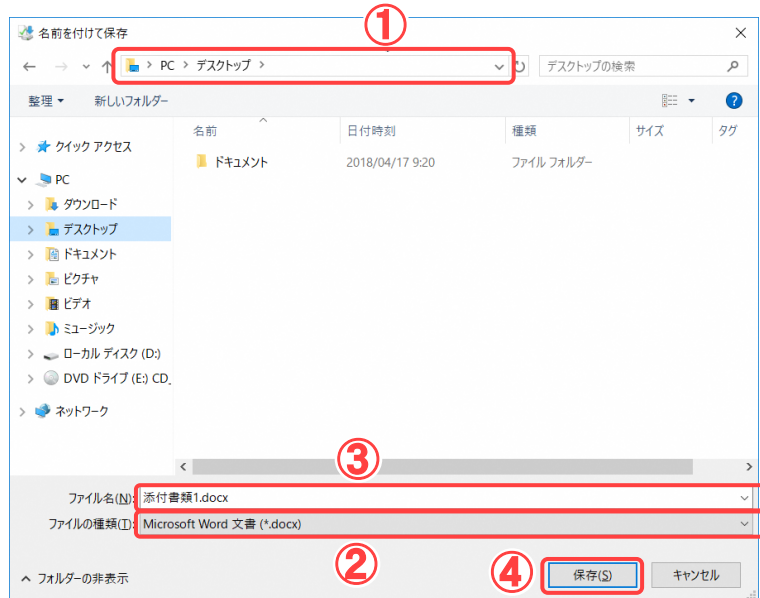 名前を付けて保存
①
PC デスクトップ
デスクトップの検索
整理 新しいフォルダー
?
名前 日付時刻 種類 サイズ タグ
クイック アクセス
ドキュメント 2018/04/17 9:20 ファイル フォルダー
PC
ダウンロード
デスクトップ
ドキュメント
ピクチャ
ビデオ
ミュージック
ローカル ディスク (D:)
DVD ドライブ (E:) CD_
ネットワーク
③
ファイル名(N): 添付書類1.docx
ファイルの種類(T): Microsoft Word 文書 (*.docx)
②
④
フォルダーの非表示 保存(S) キャンセル